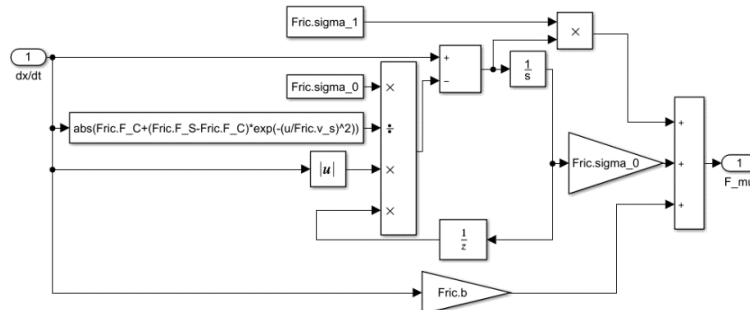 Fric.sigma_1
×
1
dx/dt
+
−
1
s
Fric.sigma_0
×
abs(Fric.F_C+(Fric.F_S-Fric.F_C)*exp(-(u/Fric.v_s)^2))
÷
|u|
×
×
1
z
Fric.sigma_0
+
+
+
1
F_mu
Fric.b